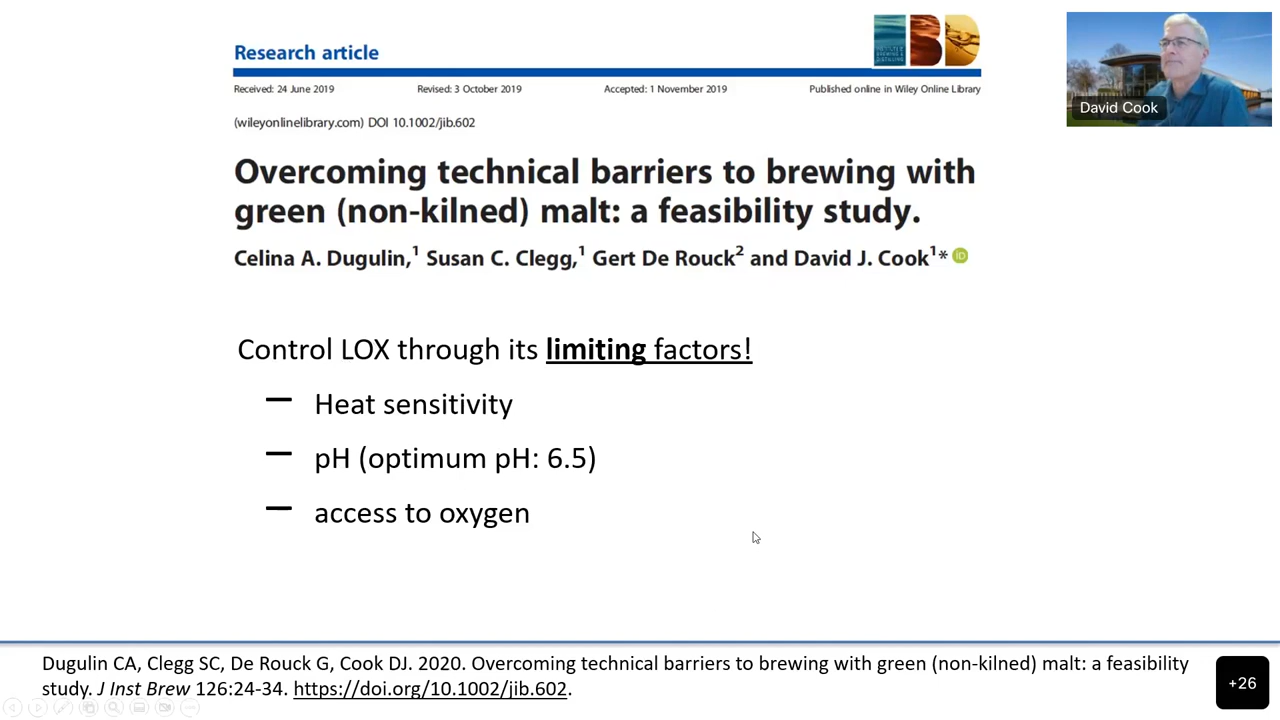 Research article
Received: 24 June 2019 Revised: 3 October 2019 Accepted: 1 November 2019 Published online in Wiley Online Library
(wileyonlinelibrary.com) DOI 10.1002/jib.602
Overcoming technical barriers to brewing with
green (non-kilned) malt: a feasibility study.
Celina A. Dugulin,¹ Susan C. Clegg,¹ Gert De Rouck² and David J. Cook¹* iD
David Cook
Control LOX through its limiting factors!
— Heat sensitivity
— pH (optimum pH: 6.5)
— access to oxygen
Dugulin CA, Clegg SC, De Rouck G, Cook DJ. 2020. Overcoming technical barriers to brewing with green (non-kilned) malt: a feasibility
study. J Inst Brew 126:24-34. https://doi.org/10.1002/jib.602.
+26